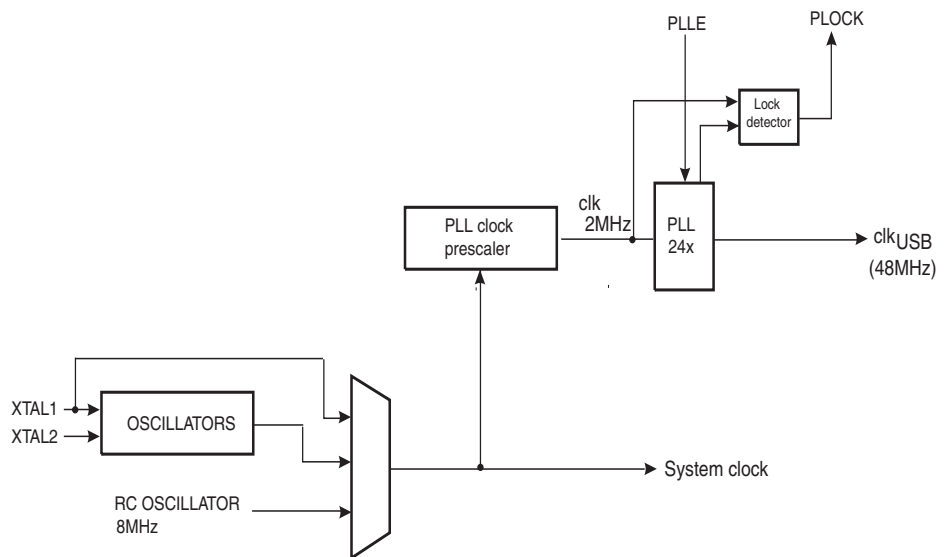 PLLE
PLOCK
Lock
detector
clk
2MHz
PLL clock
prescaler
PLL
24x
clkUSB
(48MHz)
XTAL1
XTAL2
OSCILLATORS
RC OSCILLATOR
8MHz
System clock